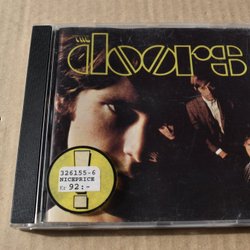 THE
doors
326155-6
NICEPRICE
Kr 92:-